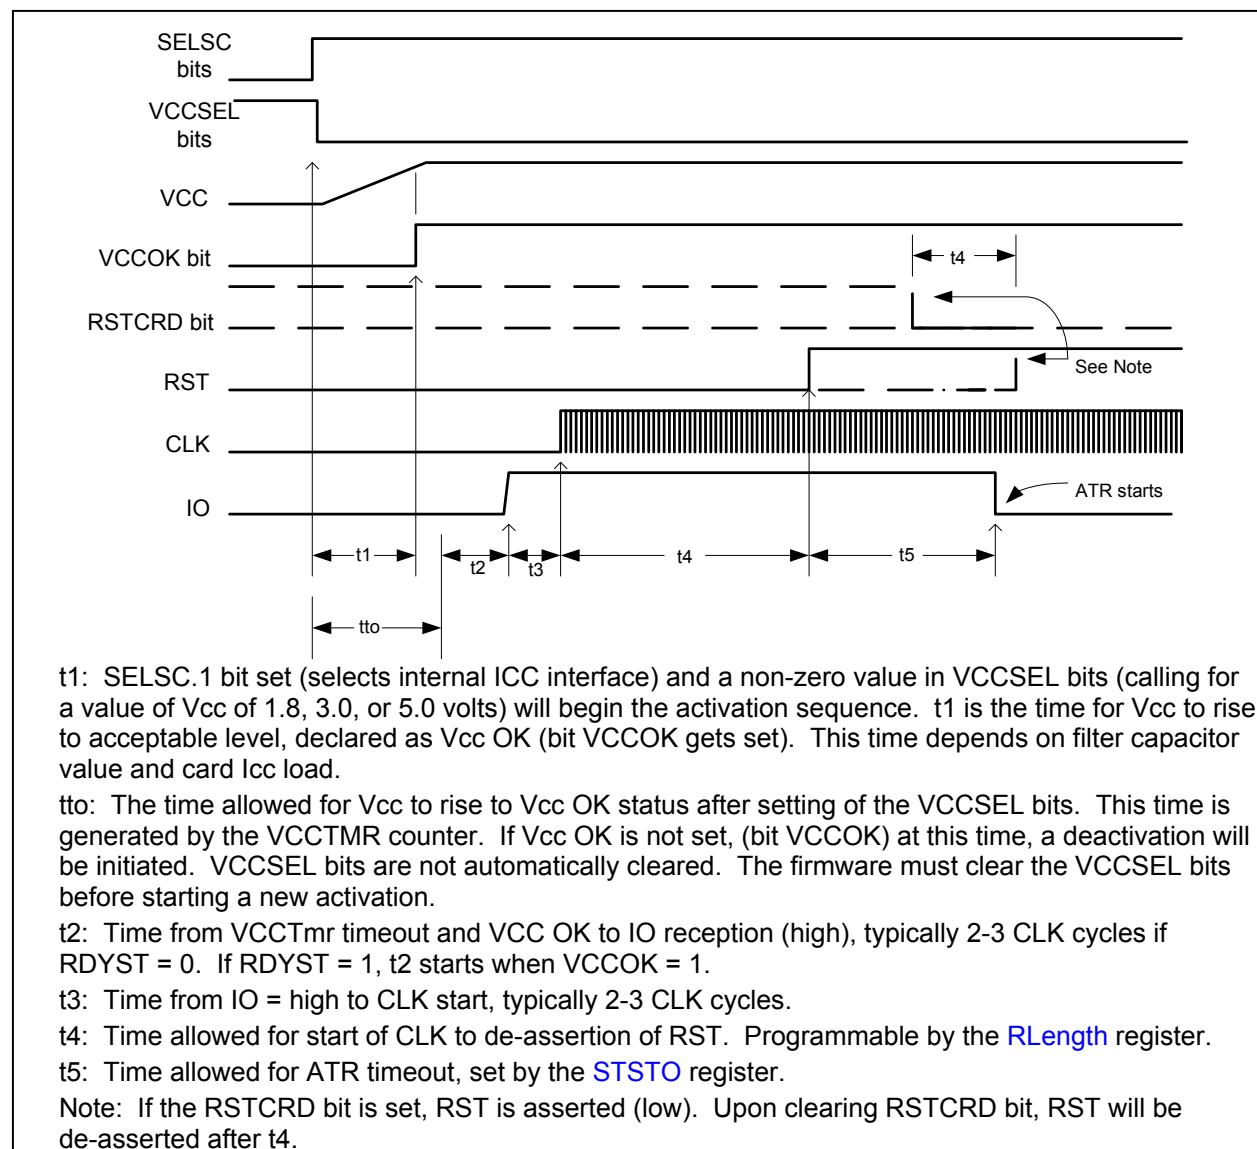 SELSC
bits
VCCSEL
bits
VCC
VCCOK bit
t4
RSTCRD bit
See Note
RST
CLK
ATR starts
IO
t1
t2
t3
t4
t5
tto
t1: SELSC.1 bit set (selects internal ICC interface) and a non-zero value in VCCSEL bits (calling for
a value of Vcc of 1.8, 3.0, or 5.0 volts) will begin the activation sequence. t1 is the time for Vcc to rise
to acceptable level, declared as Vcc OK (bit VCCOK gets set). This time depends on filter capacitor
value and card Icc load.
tto: The time allowed for Vcc to rise to Vcc OK status after setting of the VCCSEL bits. This time is
generated by the VCCTMR counter. If Vcc OK is not set, (bit VCCOK) at this time, a deactivation will
be initiated. VCCSEL bits are not automatically cleared. The firmware must clear the VCCSEL bits
before starting a new activation.
t2: Time from VCCTmr timeout and VCC OK to IO reception (high), typically 2-3 CLK cycles if
RDYST = 0. If RDYST = 1, t2 starts when VCCOK = 1.
t3: Time from IO = high to CLK start, typically 2-3 CLK cycles.
t4: Time allowed for start of CLK to de-assertion of RST. Programmable by the RLength register.
t5: Time allowed for ATR timeout, set by the STSTO register.
Note: If the RSTCRD bit is set, RST is asserted (low). Upon clearing RSTCRD bit, RST will be
de-asserted after t4.